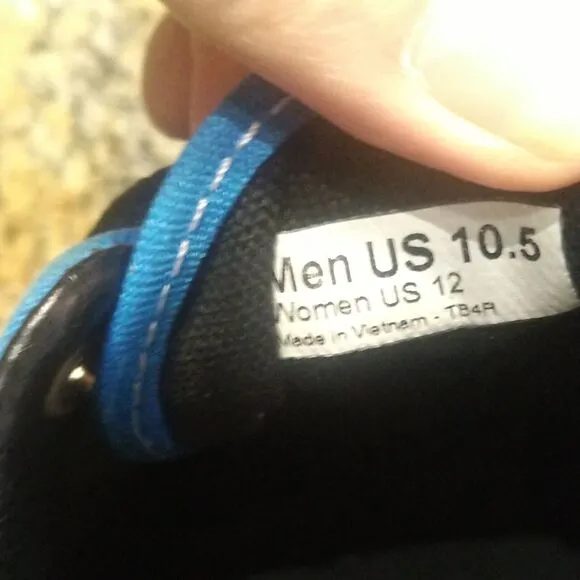 Men US 10.5
Women US 12
Made in Vietnam - TB4R